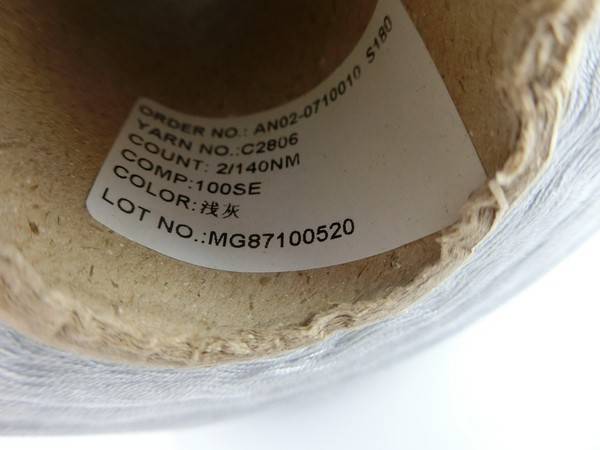 ORDER NO.: AN02-0710010 S180
YARN NO.:C2806
COUNT: 2/140NM
COMP:100SE
COLOR:浅灰
LOT NO.:MG87100520